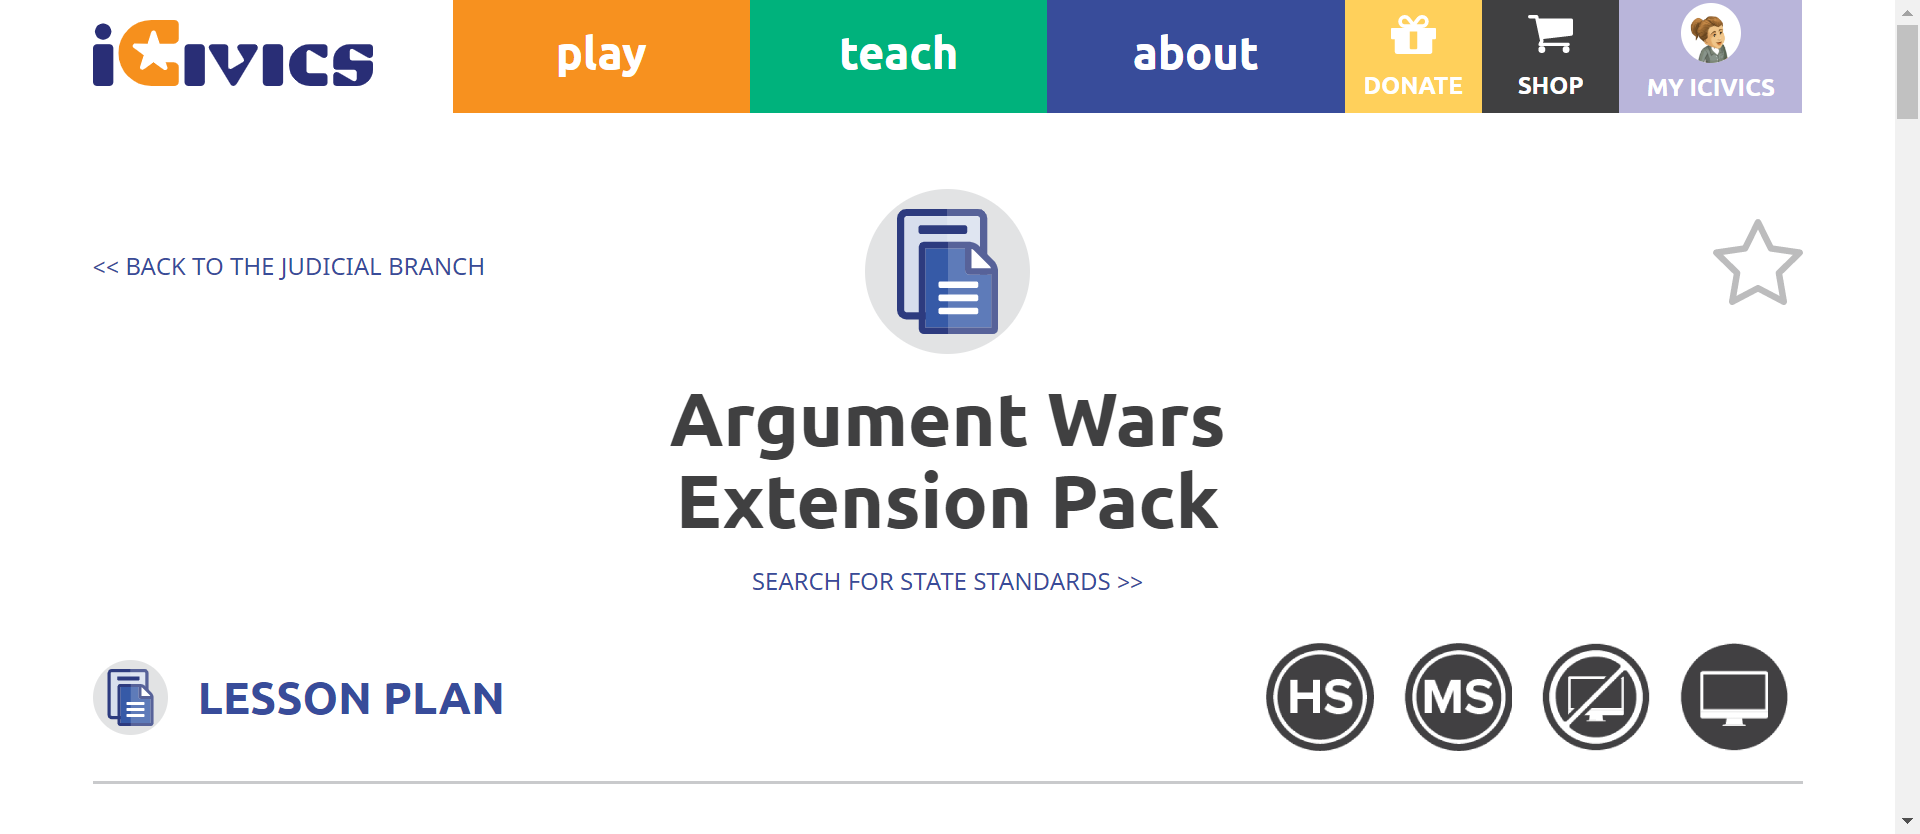 iCivics
play
teach
about
DONATE
SHOP
MY ICIVICS
<< BACK TO THE JUDICIAL BRANCH
Argument Wars
Extension Pack
SEARCH FOR STATE STANDARDS >>
LESSON PLAN
HS
MS